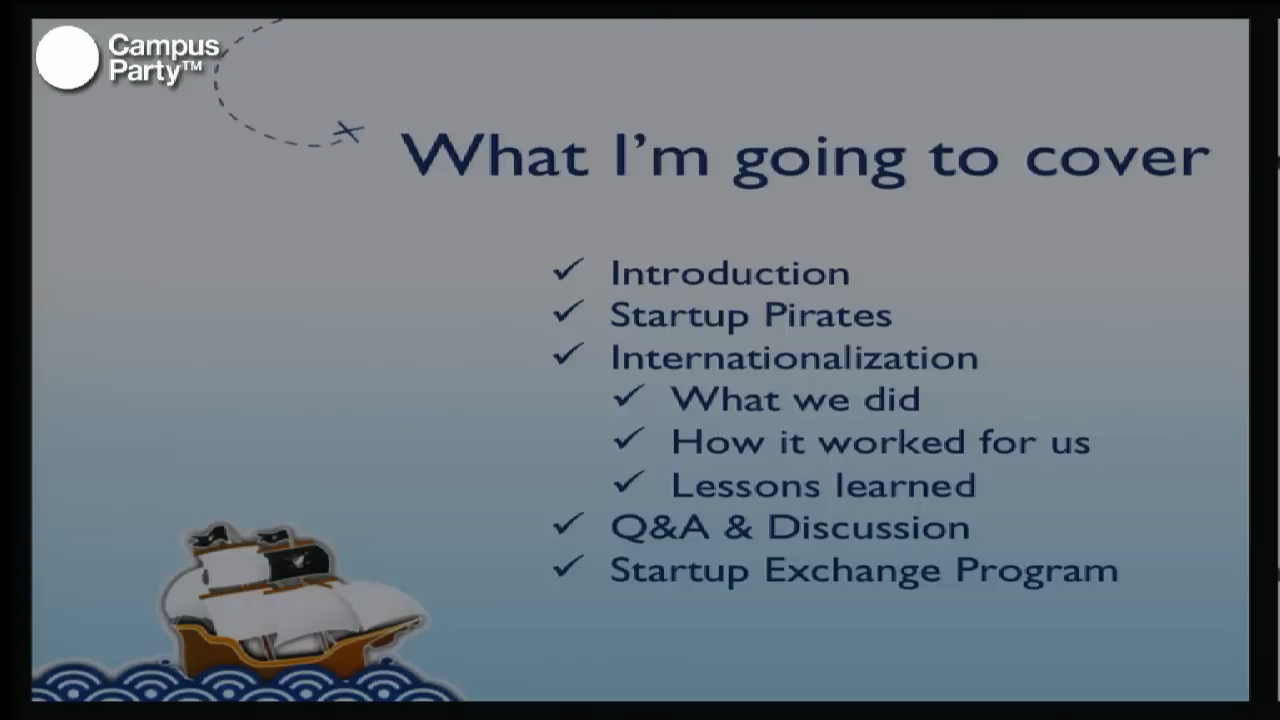 Campus
Party™
What I'm going to cover
✓ Introduction
✓ Startup Pirates
✓ Internationalization
✓ What we did
✓ How it worked for us
✓ Lessons learned
✓ Q&A & Discussion
✓ Startup Exchange Program